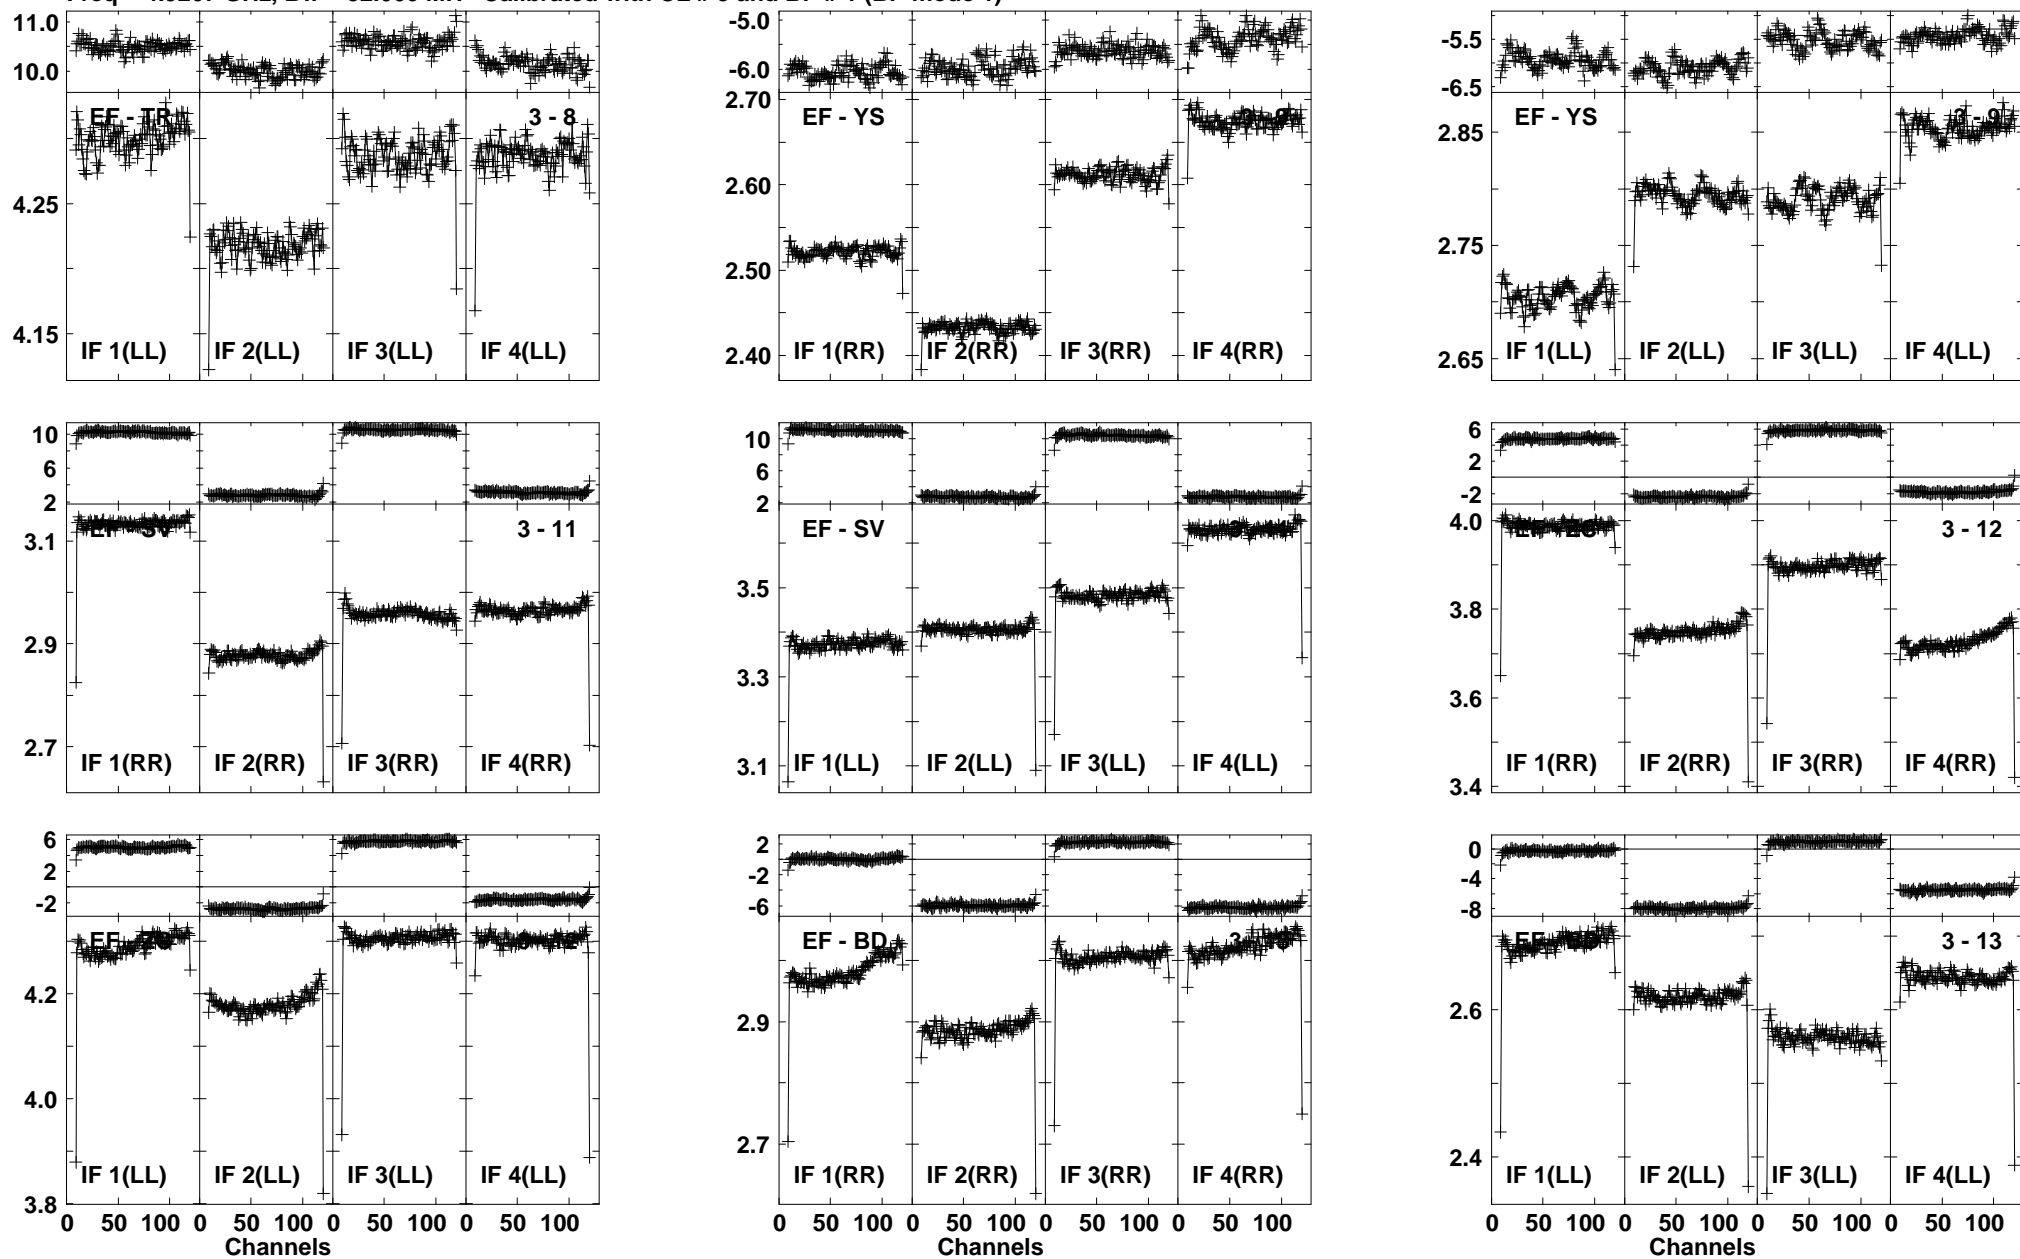 11.0
10.0
EF - TR
3 - 8
4.25
4.15
IF 1(LL)
IF 2(LL)
IF 3(LL)
IF 4(LL)
-5.0
-6.0
2.70
EF - YS
2.60
2.50
2.40
IF 1(RR)
IF 2(RR)
IF 3(RR)
IF 4(RR)
-5.5
-6.5
EF - YS
3 - 9
2.85
2.75
2.65
IF 1(LL)
IF 2(LL)
IF 3(LL)
IF 4(LL)
10
6
2
EF - SV
3 - 11
3.1
2.9
2.7
IF 1(RR)
IF 2(RR)
IF 3(RR)
IF 4(RR)
10
6
2
EF - SV
3.5
3.3
3.1
IF 1(LL)
IF 2(LL)
IF 3(LL)
IF 4(LL)
6
2
-2
4.0
3 - 12
3.8
3.6
3.4
IF 1(RR)
IF 2(RR)
IF 3(RR)
IF 4(RR)
6
2
-2
4.2
4.0
3.8
IF 1(LL)
IF 2(LL)
IF 3(LL)
IF 4(LL)
0 50 100 0 50 100 0 50 100 0 50 100
Channels
2
-2
-6
EF - BD
2.9
2.7
IF 1(RR)
IF 2(RR)
IF 3(RR)
IF 4(RR)
0 50 100 0 50 100 0 50 100 0 50 100
Channels
0
-4
-8
EF - BD
3 - 13
2.6
2.4
IF 1(LL)
IF 2(LL)
IF 3(LL)
IF 4(LL)
0 50 100 0 50 100 0 50 100 0 50 100
Channels